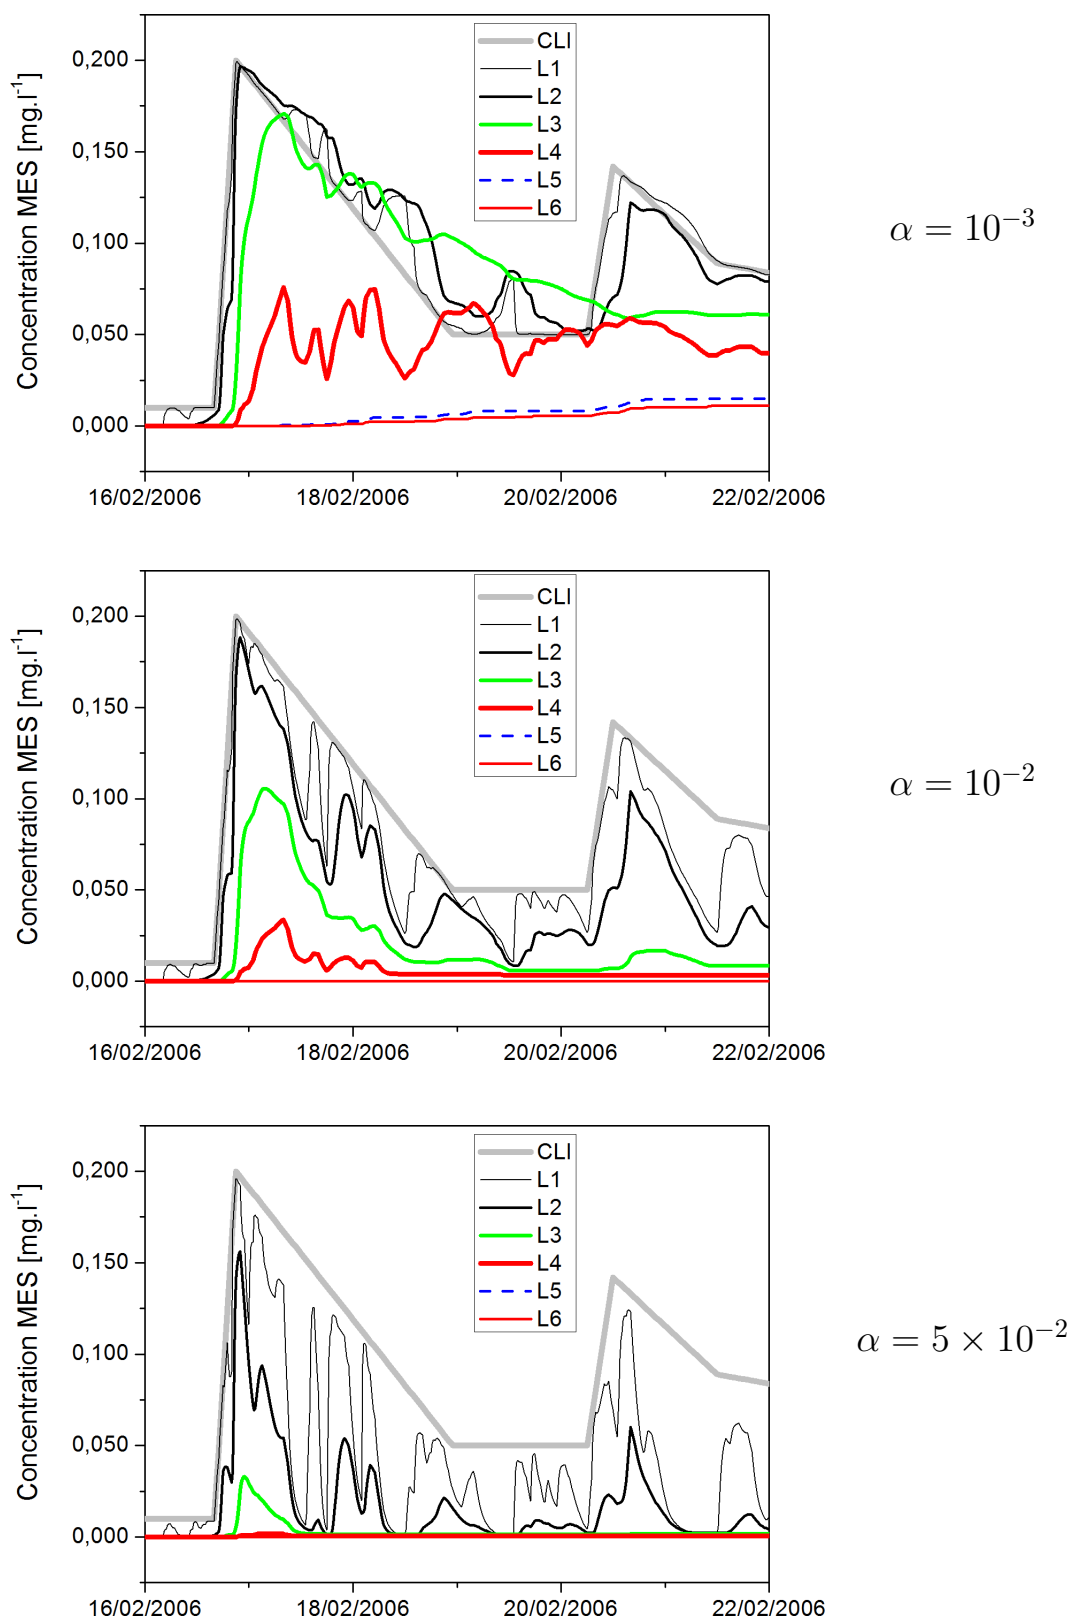 Concentration MES [mg.l⁻¹]
0,200
0,150
0,100
0,050
0,000
CLI
L1
L2
L3
L4
L5
L6
16/02/2006
18/02/2006
20/02/2006
22/02/2006
α = 10⁻³
Concentration MES [mg.l⁻¹]
0,200
0,150
0,100
0,050
0,000
CLI
L1
L2
L3
L4
L5
L6
16/02/2006
18/02/2006
20/02/2006
22/02/2006
α = 10⁻²
Concentration MES [mg.l⁻¹]
0,200
0,150
0,100
0,050
0,000
CLI
L1
L2
L3
L4
L5
L6
16/02/2006
18/02/2006
20/02/2006
22/02/2006
α = 5 × 10⁻²